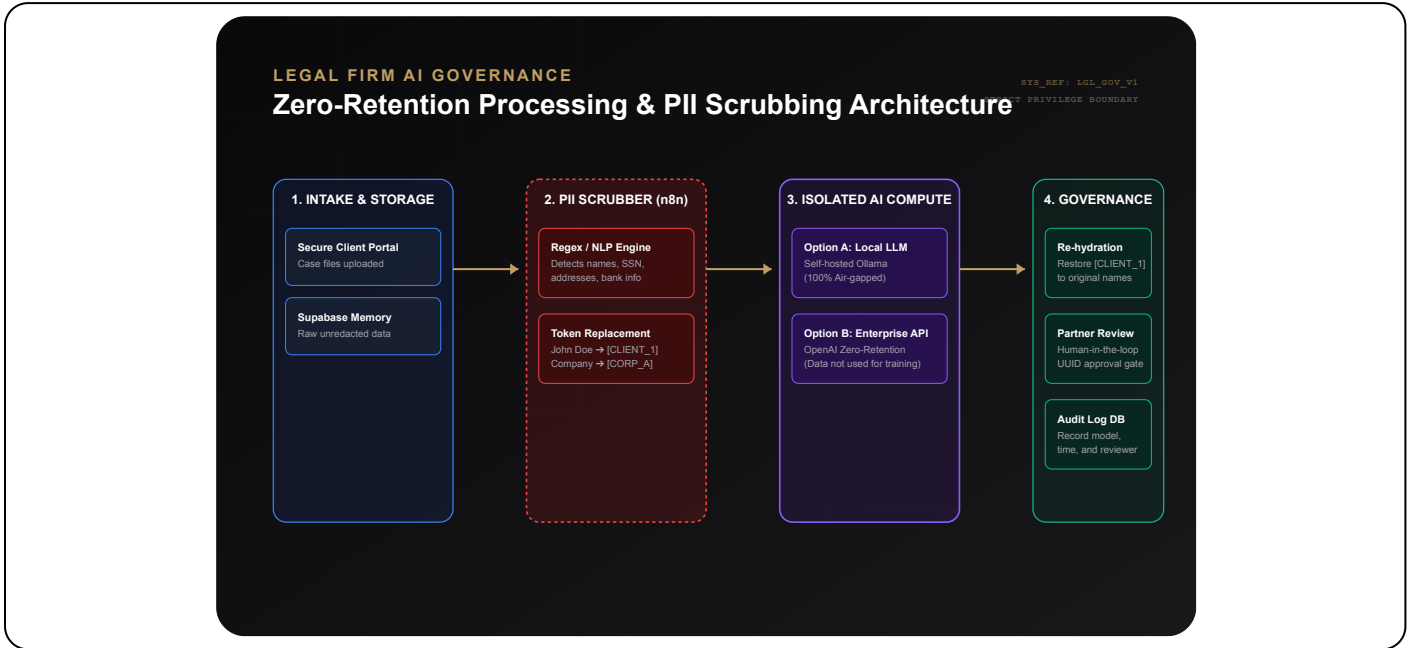 LEGAL FIRM AI GOVERNANCE
SYS_REF: LGL_GOV_V1
Zero-Retention Processing & PII Scrubbing Architecture
PRIVILEGE BOUNDARY
1. INTAKE & STORAGE
Secure Client Portal
Case files uploaded
Supabase Memory
Raw unredacted data
2. PII SCRUBBER (n8n)
Regex / NLP Engine
Detects names, SSN,
addresses, bank info
Token Replacement
John Doe ➔ [CLIENT_1]
Company ➔ [CORP_A]
3. ISOLATED AI COMPUTE
Option A: Local LLM
Self-hosted Ollama
(100% Air-gapped)
Option B: Enterprise API
OpenAI Zero-Retention
(Data not used for training)
4. GOVERNANCE
Re-hydration
Restore [CLIENT_1]
to original names
Partner Review
Human-in-the-loop
UUID approval gate
Audit Log DB
Record model,
time, and reviewer